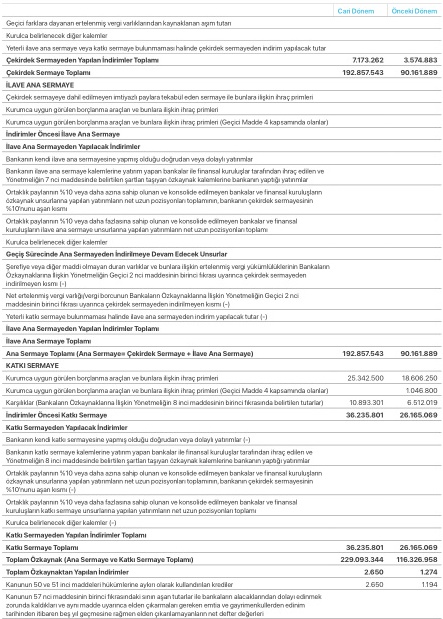 Cari Dönem Önceki Dönem
Geçici farklara dayanan ertelenmiş vergi varlıklarından kaynaklanan aşım tutarı
Kurulca belirlenecek diğer kalemler
Yeterli ilave ana sermaye veya katkı sermaye bulunmaması halinde çekirdek sermayeden indirim yapılacak tutar
Çekirdek Sermayeden Yapılan İndirimler Toplamı 7.173.262 3.574.883
Çekirdek Sermaye Toplamı 192.857.543 90.161.889
İLAVE ANA SERMAYE
Çekirdek sermayeye dahil edilmeyen imtiyazlı paylara tekabül eden sermaye ile bunlara ilişkin ihraç primleri
Kurumca uygun görülen borçlanma araçları ve bunlara ilişkin ihraç primleri
Kurumca uygun görülen borçlanma araçları ve bunlara ilişkin ihraç primleri (Geçici Madde 4 kapsamında olanlar)
İndirimler Öncesi İlave Ana Sermaye
İlave Ana Sermayeden Yapılacak İndirimler
Bankanın kendi ilave ana sermayesine yapmış olduğu doğrudan veya dolaylı yatırımlar
Bankanın ilave ana sermaye kalemlerine yatırım yapan bankalar ile finansal kuruluşlar tarafından ihraç edilen ve
Yönetmeliğin 7 nci maddesinde belirtilen şartları taşıyan özkaynak kalemlerine bankanın yaptığı yatırımlar
Ortaklık paylarının %10 veya daha azına sahip olunan ve konsolide edilmeyen bankalar ve finansal kuruluşların
özkaynak unsurlarına yapılan yatırımların net uzun pozisyonları toplamının, bankanın çekirdek sermayesinin
%10'nunu aşan kısmı
Ortaklık paylarının %10 veya daha fazlasına sahip olunan ve konsolide edilmeyen bankalar ve finansal
kuruluşların ilave ana sermaye unsurlarına yapılan yatırımların net uzun pozisyonları toplamı
Kurulca belirlenecek diğer kalemler
Geçiş Sürecinde Ana Sermayeden İndirilmeye Devam Edecek Unsurlar
Şerefiye veya diğer maddi olmayan duran varlıklar ve bunlara ilişkin ertelenmiş vergi yükümlülüklerinin Bankaların
Özkaynaklarına İlişkin Yönetmeliğin Geçici 2 nci maddesinin birinci fıkrası uyarınca çekirdek sermayeden
indirilmeyen kısmı (-)
Net ertelenmiş vergi varlığı/vergi borcunun Bankaların Özkaynaklarına İlişkin Yönetmeliğin Geçici 2 nci
maddesinin birinci fıkrası uyarınca çekirdek sermayeden indirilmeyen kısmı (-)
Yeterli katkı sermaye bulunmaması halinde ilave ana sermayeden indirim yapılacak tutar (-)
İlave Ana Sermayeden Yapılan İndirimler Toplamı
İlave Ana Sermaye Toplamı
Ana Sermaye Toplamı (Ana Sermaye= Çekirdek Sermaye + İlave Ana Sermaye) 192.857.543 90.161.889
KATKI SERMAYE
Kurumca uygun görülen borçlanma araçları ve bunlara ilişkin ihraç primleri 25.342.500 18.606.250
Kurumca uygun görülen borçlanma araçları ve bunlara ilişkin ihraç primleri (Geçici Madde 4 kapsamında olanlar) 1.046.800
Karşılıklar (Bankaların Özkaynaklarına İlişkin Yönetmeliğin 8 inci maddesinin birinci fıkrasında belirtilen tutarlar) 10.893.301 6.512.019
İndirimler Öncesi Katkı Sermaye 36.235.801 26.165.069
Katkı Sermayeden Yapılacak İndirimler
Bankanın kendi katkı sermayesine yapmış olduğu doğrudan veya dolaylı yatırımlar (-)
Bankanın katkı sermaye kalemlerine yatırım yapan bankalar ile finansal kuruluşlar tarafından ihraç edilen ve
Yönetmeliğin 8 inci maddesinde belirtilen şartları taşıyan özkaynak kalemlerine bankanın yaptığı yatırımlar
Ortaklık paylarının %10 veya daha azına sahip olunan ve konsolide edilmeyen bankalar ve finansal kuruluşların
özkaynak unsurlarına yapılan yatırımların net uzun pozisyonları toplamının, bankanın çekirdek sermayesinin
%10'nunu aşan kısmı (-)
Ortaklık paylarının %10 veya daha fazlasına sahip olunan ve konsolide edilmeyen bankalar ve finansal
kuruluşların katkı sermaye unsurlarına yapılan yatırımların net uzun pozisyonları toplamı
Kurulca belirlenecek diğer kalemler (-)
Katkı Sermayeden Yapılan İndirimler Toplamı
Katkı Sermaye Toplamı 36.235.801 26.165.069
Toplam Özkaynak (Ana Sermaye ve Katkı Sermaye Toplamı) 229.093.344 116.326.958
Toplam Özkaynaktan Yapılan İndirimler 2.650 1.274
Kanunun 50 ve 51 inci maddeleri hükümlerine aykırı olarak kullandırılan krediler 2.650 1.194
Kanunun 57 nci maddesinin birinci fıkrasındaki sınırı aşan tutarlar ile bankaların alacaklarından dolayı edinmek
zorunda kaldıkları ve aynı madde uyarınca elden çıkarmaları gereken emtia ve gayrimenkullerden edinim
tarihinden itibaren beş yıl geçmesine rağmen elden çıkarılamayanların net defter değerleri